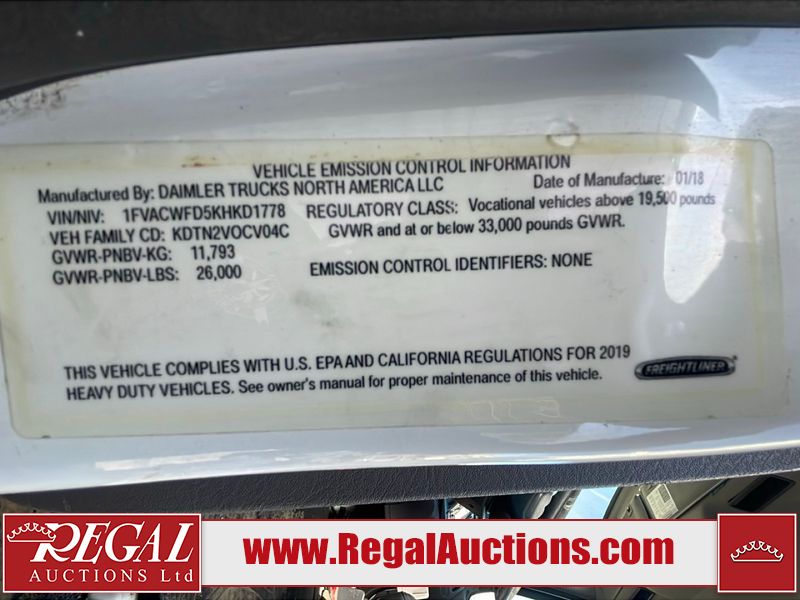 VEHICLE EMISSION CONTROL INFORMATION
Manufactured By: DAIMLER TRUCKS NORTH AMERICA LLC Date of Manufacture: 01/18
VIN/NIV: 1FVACWFD5KHKD1778 REGULATORY CLASS: Vocational vehicles above 19,500 pounds
VEH FAMILY CD: KDTN2VOCV04C GVWR and at or below 33,000 pounds GVWR.
GVWR-PNBV-KG: 11,793
GVWR-PNBV-LBS: 26,000 EMISSION CONTROL IDENTIFIERS: NONE
THIS VEHICLE COMPLIES WITH U.S. EPA AND CALIFORNIA REGULATIONS FOR 2019
HEAVY DUTY VEHICLES. See owner's manual for proper maintenance of this vehicle.
FREIGHTLINER
REGAL
AUCTIONS Ltd
www.RegalAuctions.com